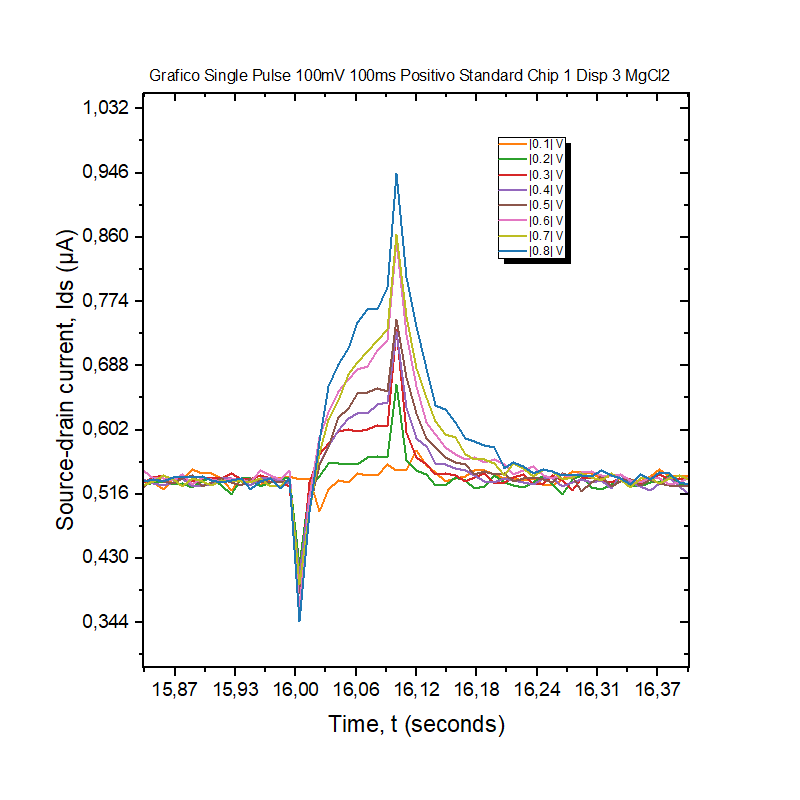 Grafico Single Pulse 100mV 100ms Positivo Standard Chip 1 Disp 3 MgCl2
1,032
0,946
0,860
0,774
0,688
0,602
0,516
0,430
0,344
Source-drain current, Ids (µA)
|0.1| V
|0.2| V
|0.3| V
|0.4| V
|0.5| V
|0.6| V
|0.7| V
|0.8| V
15,87 15,93 16,00 16,06 16,12 16,18 16,24 16,31 16,37
Time, t (seconds)